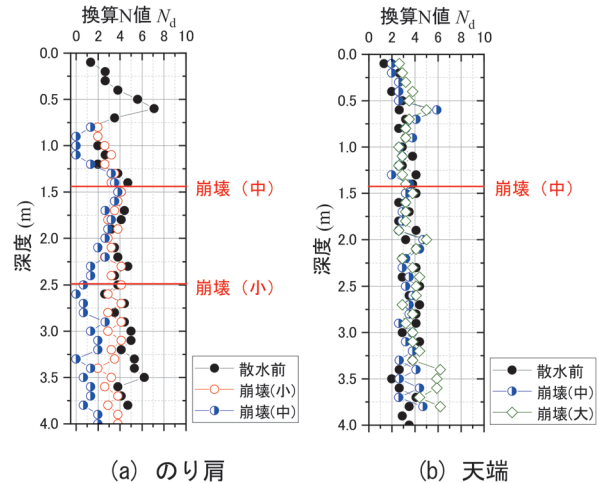 換算N値 Nd
0 2 4 6 8 10
0.0
0.5
1.0
1.5
2.0
2.5
3.0
3.5
4.0
深度 (m)
崩壊（中）
崩壊（小）
散水前
崩壊(小)
崩壊(中)
(a) のり肩
換算N値 Nd
0 2 4 6 8 10
0.0
0.5
1.0
1.5
2.0
2.5
3.0
3.5
4.0
深度 (m)
崩壊（中）
散水前
崩壊(中)
崩壊(大)
(b) 天端